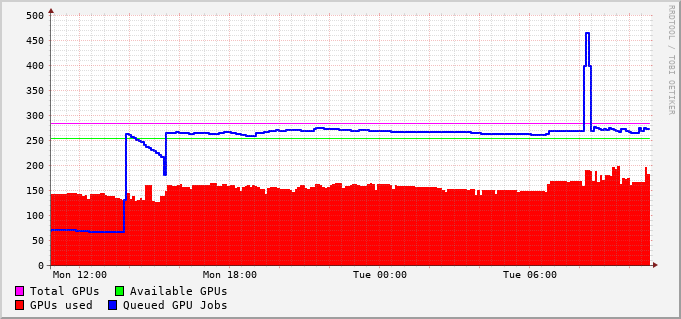 500
450
400
350
300
250
200
150
100
50
0
Mon 12:00 Mon 18:00 Tue 00:00 Tue 06:00
Total GPUs Available GPUs
GPUs used Queued GPU Jobs
RRDTOOL / TOBI OETIKER